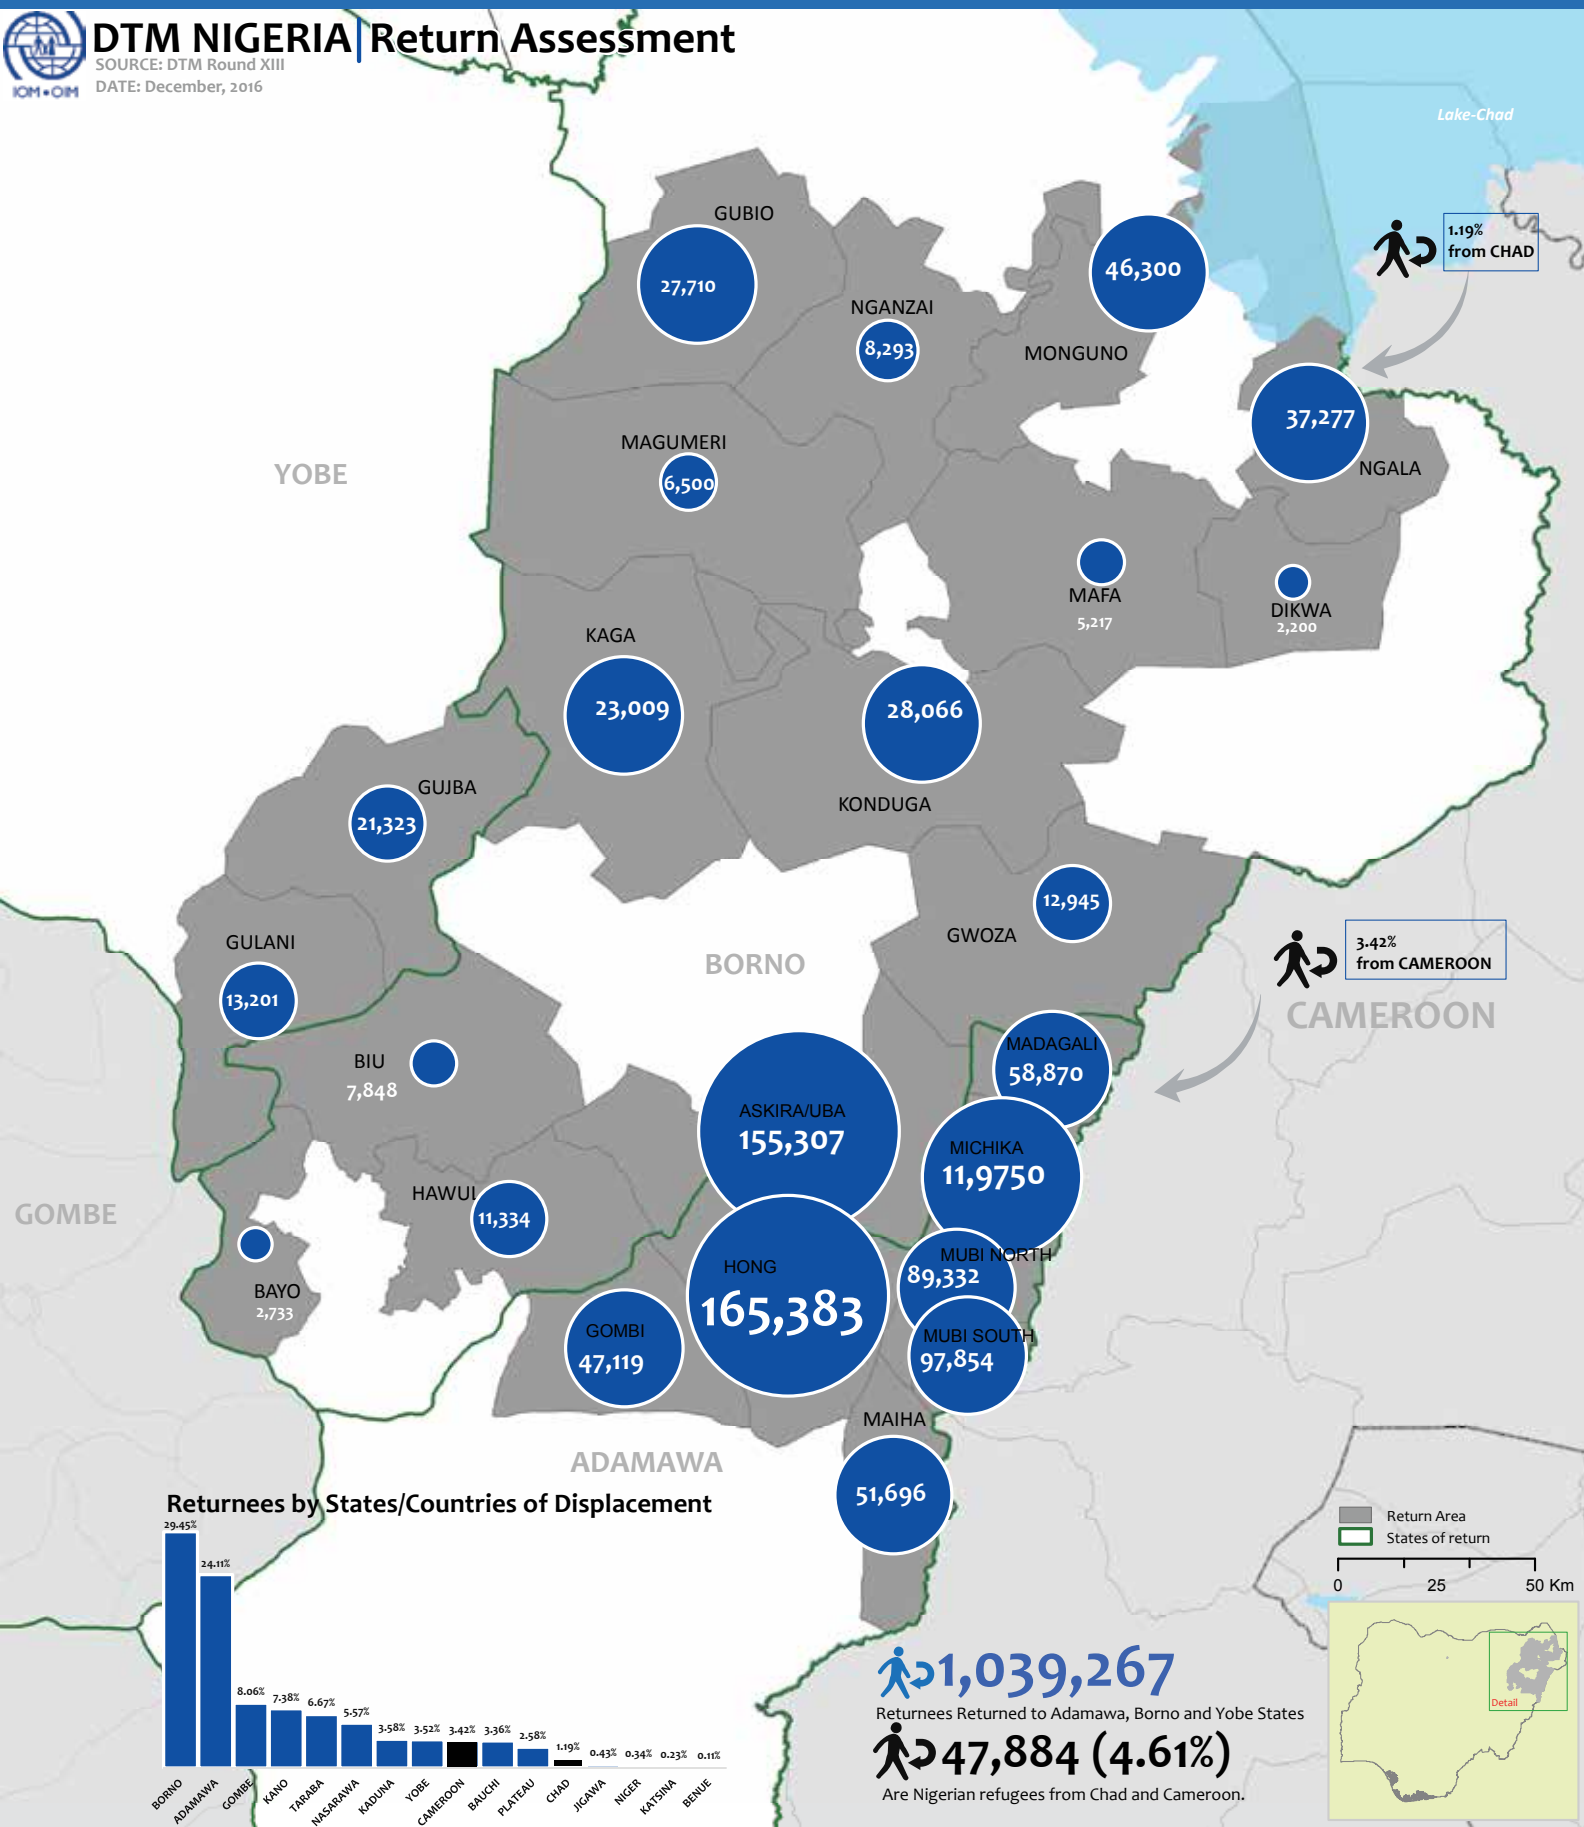 DTM NIGERIA Return Assessment
SOURCE: DTM Round XIII
DATE: December, 2016
IOM•OIM
Lake-Chad
GUBIO
27,710
46,300
1.19%
from CHAD
NGANZAI
8,293
MONGUNO
37,277
NGALA
MAGUMERI
6,500
YOBE
MAFA
5,217
DIKWA
2,200
KAGA
23,009
28,066
KONDUGA
GUJBA
21,323
12,945
GWOZA
GULANI
13,201
BORNO
3.42%
from CAMEROON
CAMEROON
BIU
7,848
MADAGALI
58,870
ASKIRA/UBA
155,307
MICHIKA
11,9750
HAWUL
11,334
GOMBE
MUBI NORTH
89,332
HONG
165,383
BAYO
2,733
GOMBI
47,119
MUBI SOUTH
97,854
MAIHA
51,696
ADAMAWA
Returnees by States/Countries of Displacement
29.45%
24.11%
8.06%
7.38%
6.67%
5.57%
3.58%
3.52%
3.42%
3.36%
2.58%
1.19%
0.43%
0.34%
0.23%
0.11%
BORNO
ADAMAWA
GOMBE
KANO
TARABA
NASARAWA
KADUNA
YOBE
CAMEROON
BAUCHI
PLATEAU
CHAD
JIGAWA
NIGER
KATSINA
BENUE
Return Area
States of return
0 25 50 Km
Detail
1,039,267
Returnees Returned to Adamawa, Borno and Yobe States
47,884 (4.61%)
Are Nigerian refugees from Chad and Cameroon.